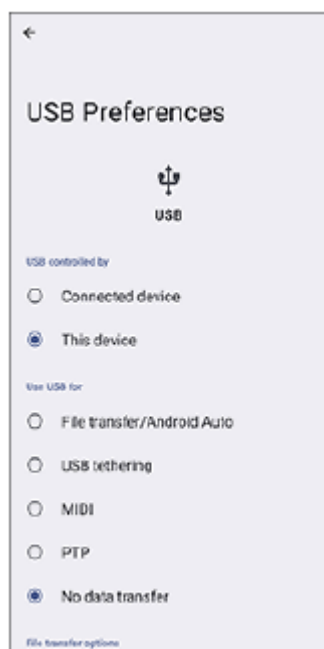 USB Preferences
USB
USB controlled by
Connected device
This device
Use USB for
File transfer/Android Auto
USB tethering
MIDI
PTP
No data transfer
File transfer options